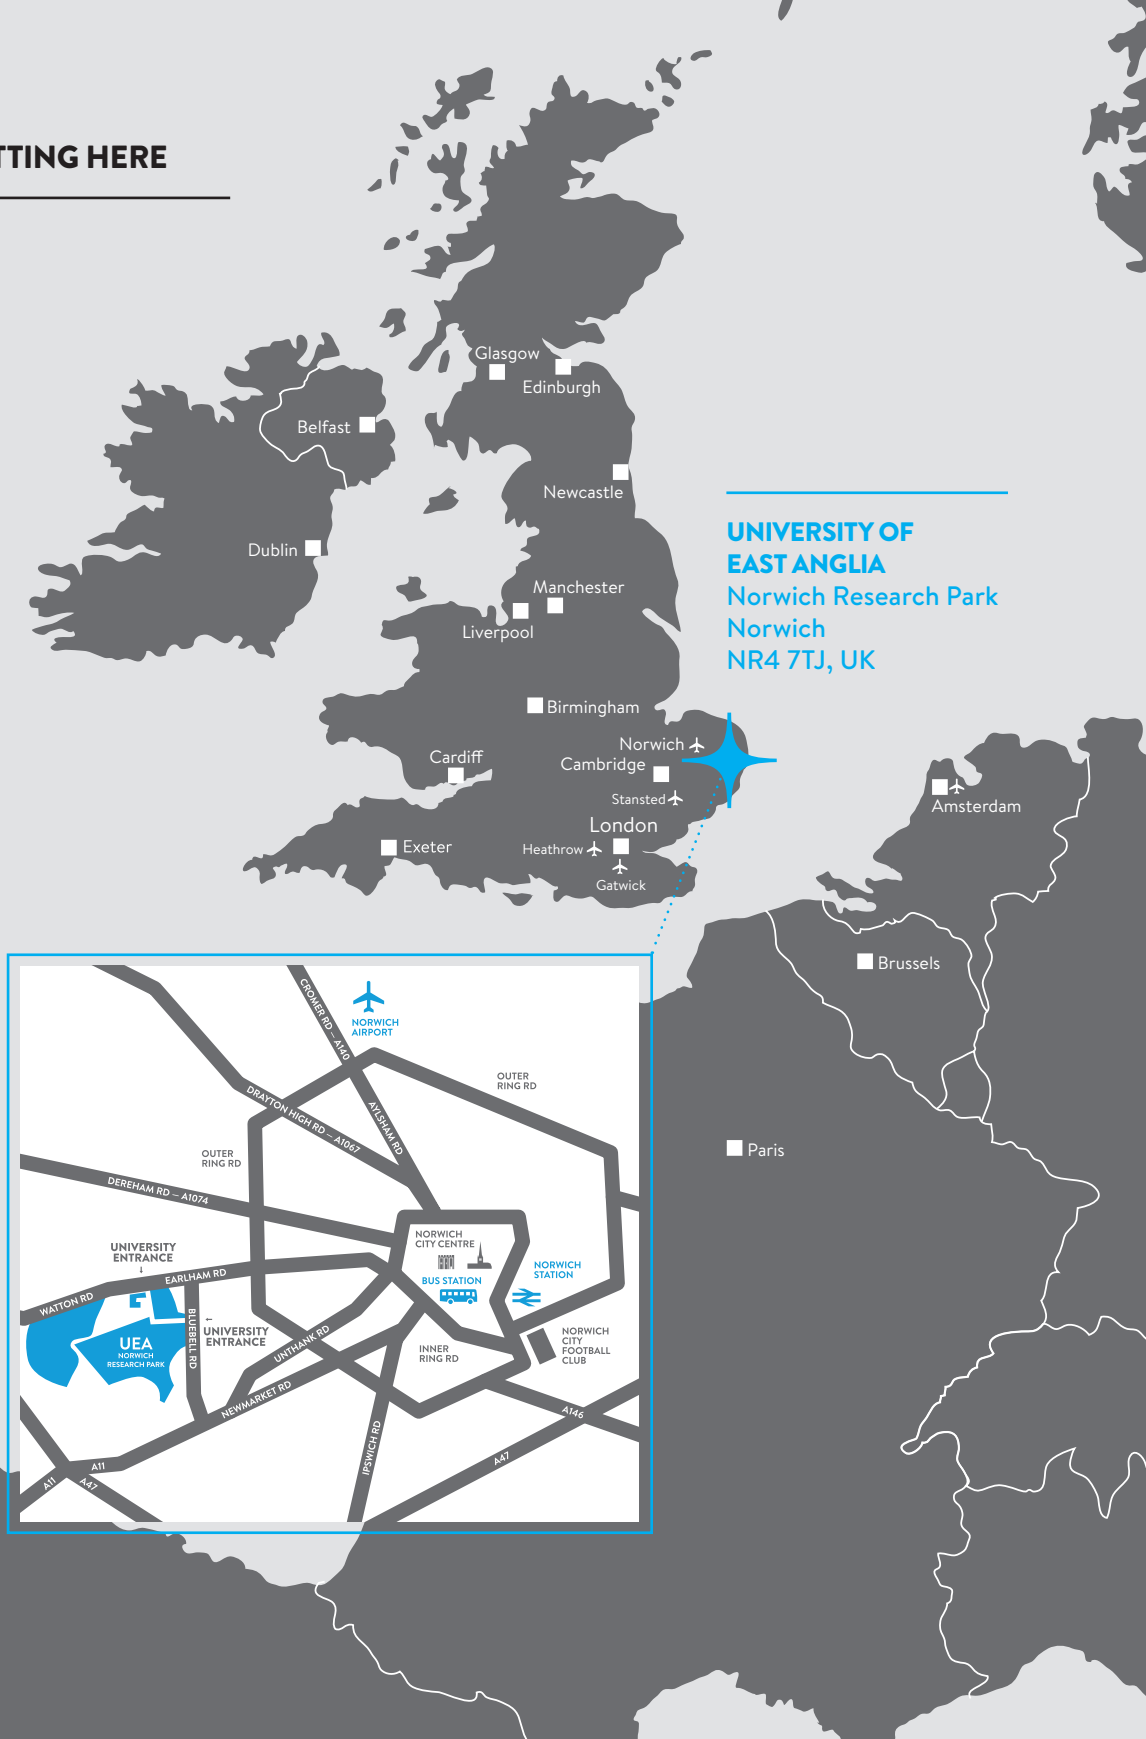 TTING HERE
Glasgow
Edinburgh
Belfast
Newcastle
Dublin
Manchester
Liverpool
UNIVERSITY OF
EAST ANGLIA
Norwich Research Park
Norwich
NR4 7TJ, UK
Birmingham
Norwich
Cardiff
Cambridge
Stansted
Amsterdam
London
Exeter
Heathrow
Gatwick
Brussels
Paris
CROMER RD – A140
NORWICH
AIRPORT
OUTER
RING RD
DRAYTON HIGH RD – A1067
AYLSHAM RD
OUTER
RING RD
DEREHAM RD – A1074
NORWICH
CITY CENTRE
UNIVERSITY
ENTRANCE
EARLHAM RD
BUS STATION
NORWICH
STATION
WATTON RD
BLUEBELL RD
UNIVERSITY
ENTRANCE
UEA
NORWICH
RESEARCH PARK
UNTHANK RD
INNER
RING RD
NORWICH
CITY
FOOTBALL
CLUB
NEWMARKET RD
A146
IPSWICH RD
A47
A11
A11
A47